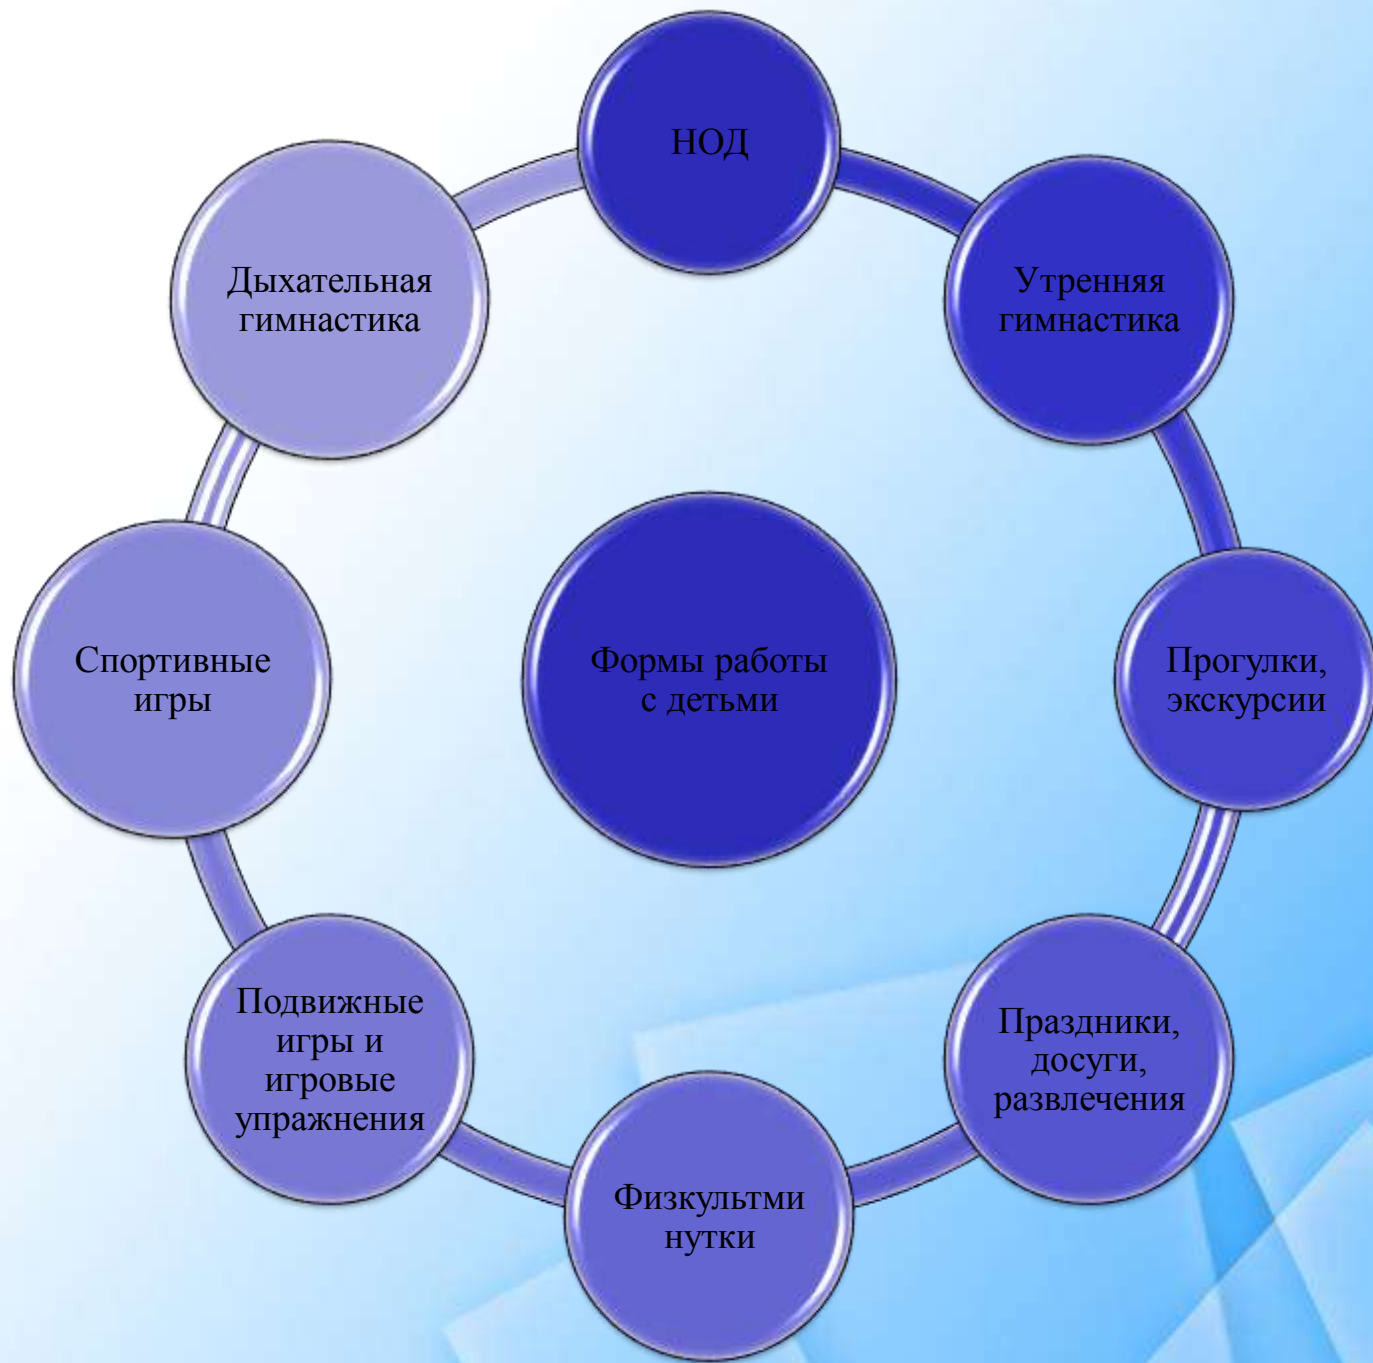 НОД
Утренняя
гимнастика
Прогулки,
экскурсии
Праздники,
досуги,
развлечения
Физкультми
нутки
Подвижные
игры и
игровые
упражнения
Спортивные
игры
Дыхательная
гимнастика
Формы работы
с детьми